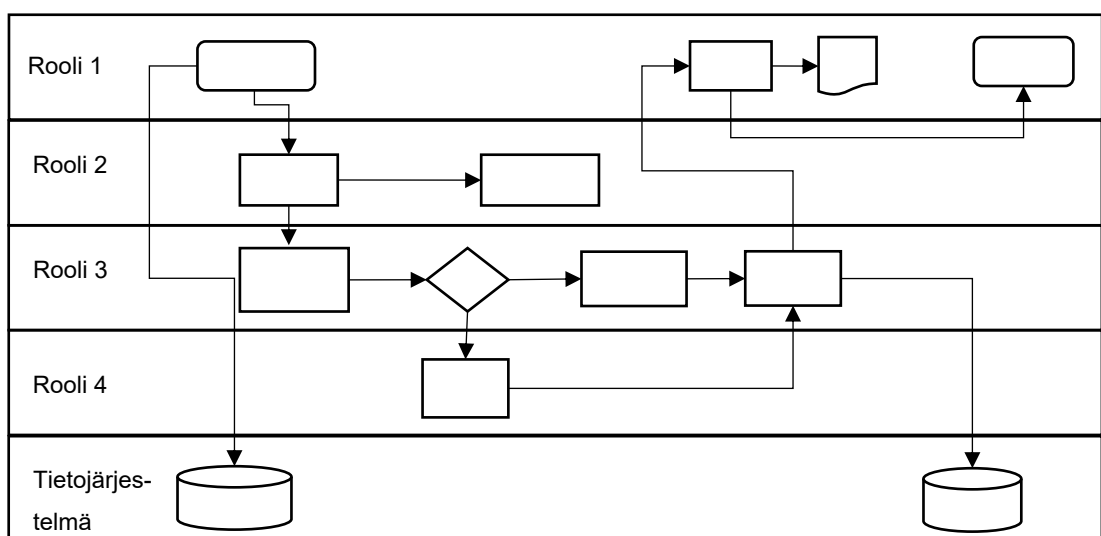 Rooli 1
Rooli 2
Rooli 3
Rooli 4
Tietojärjes-
telmä